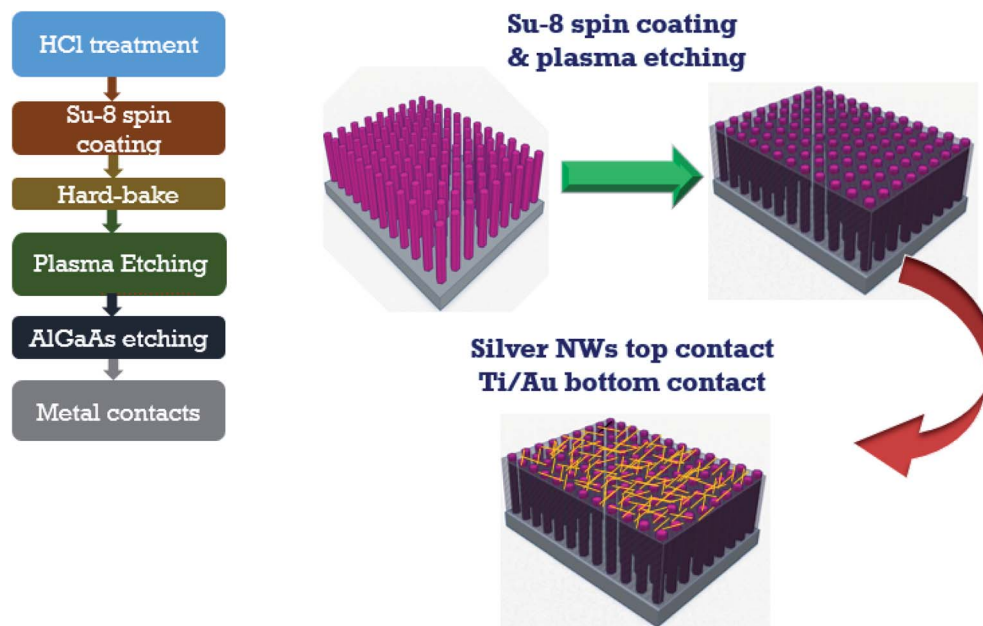 HCl treatment
Su-8 spin
coating
Hard-bake
Plasma Etching
AlGaAs etching
Metal contacts
Su-8 spin coating
& plasma etching
Silver NWs top contact
Ti/Au bottom contact